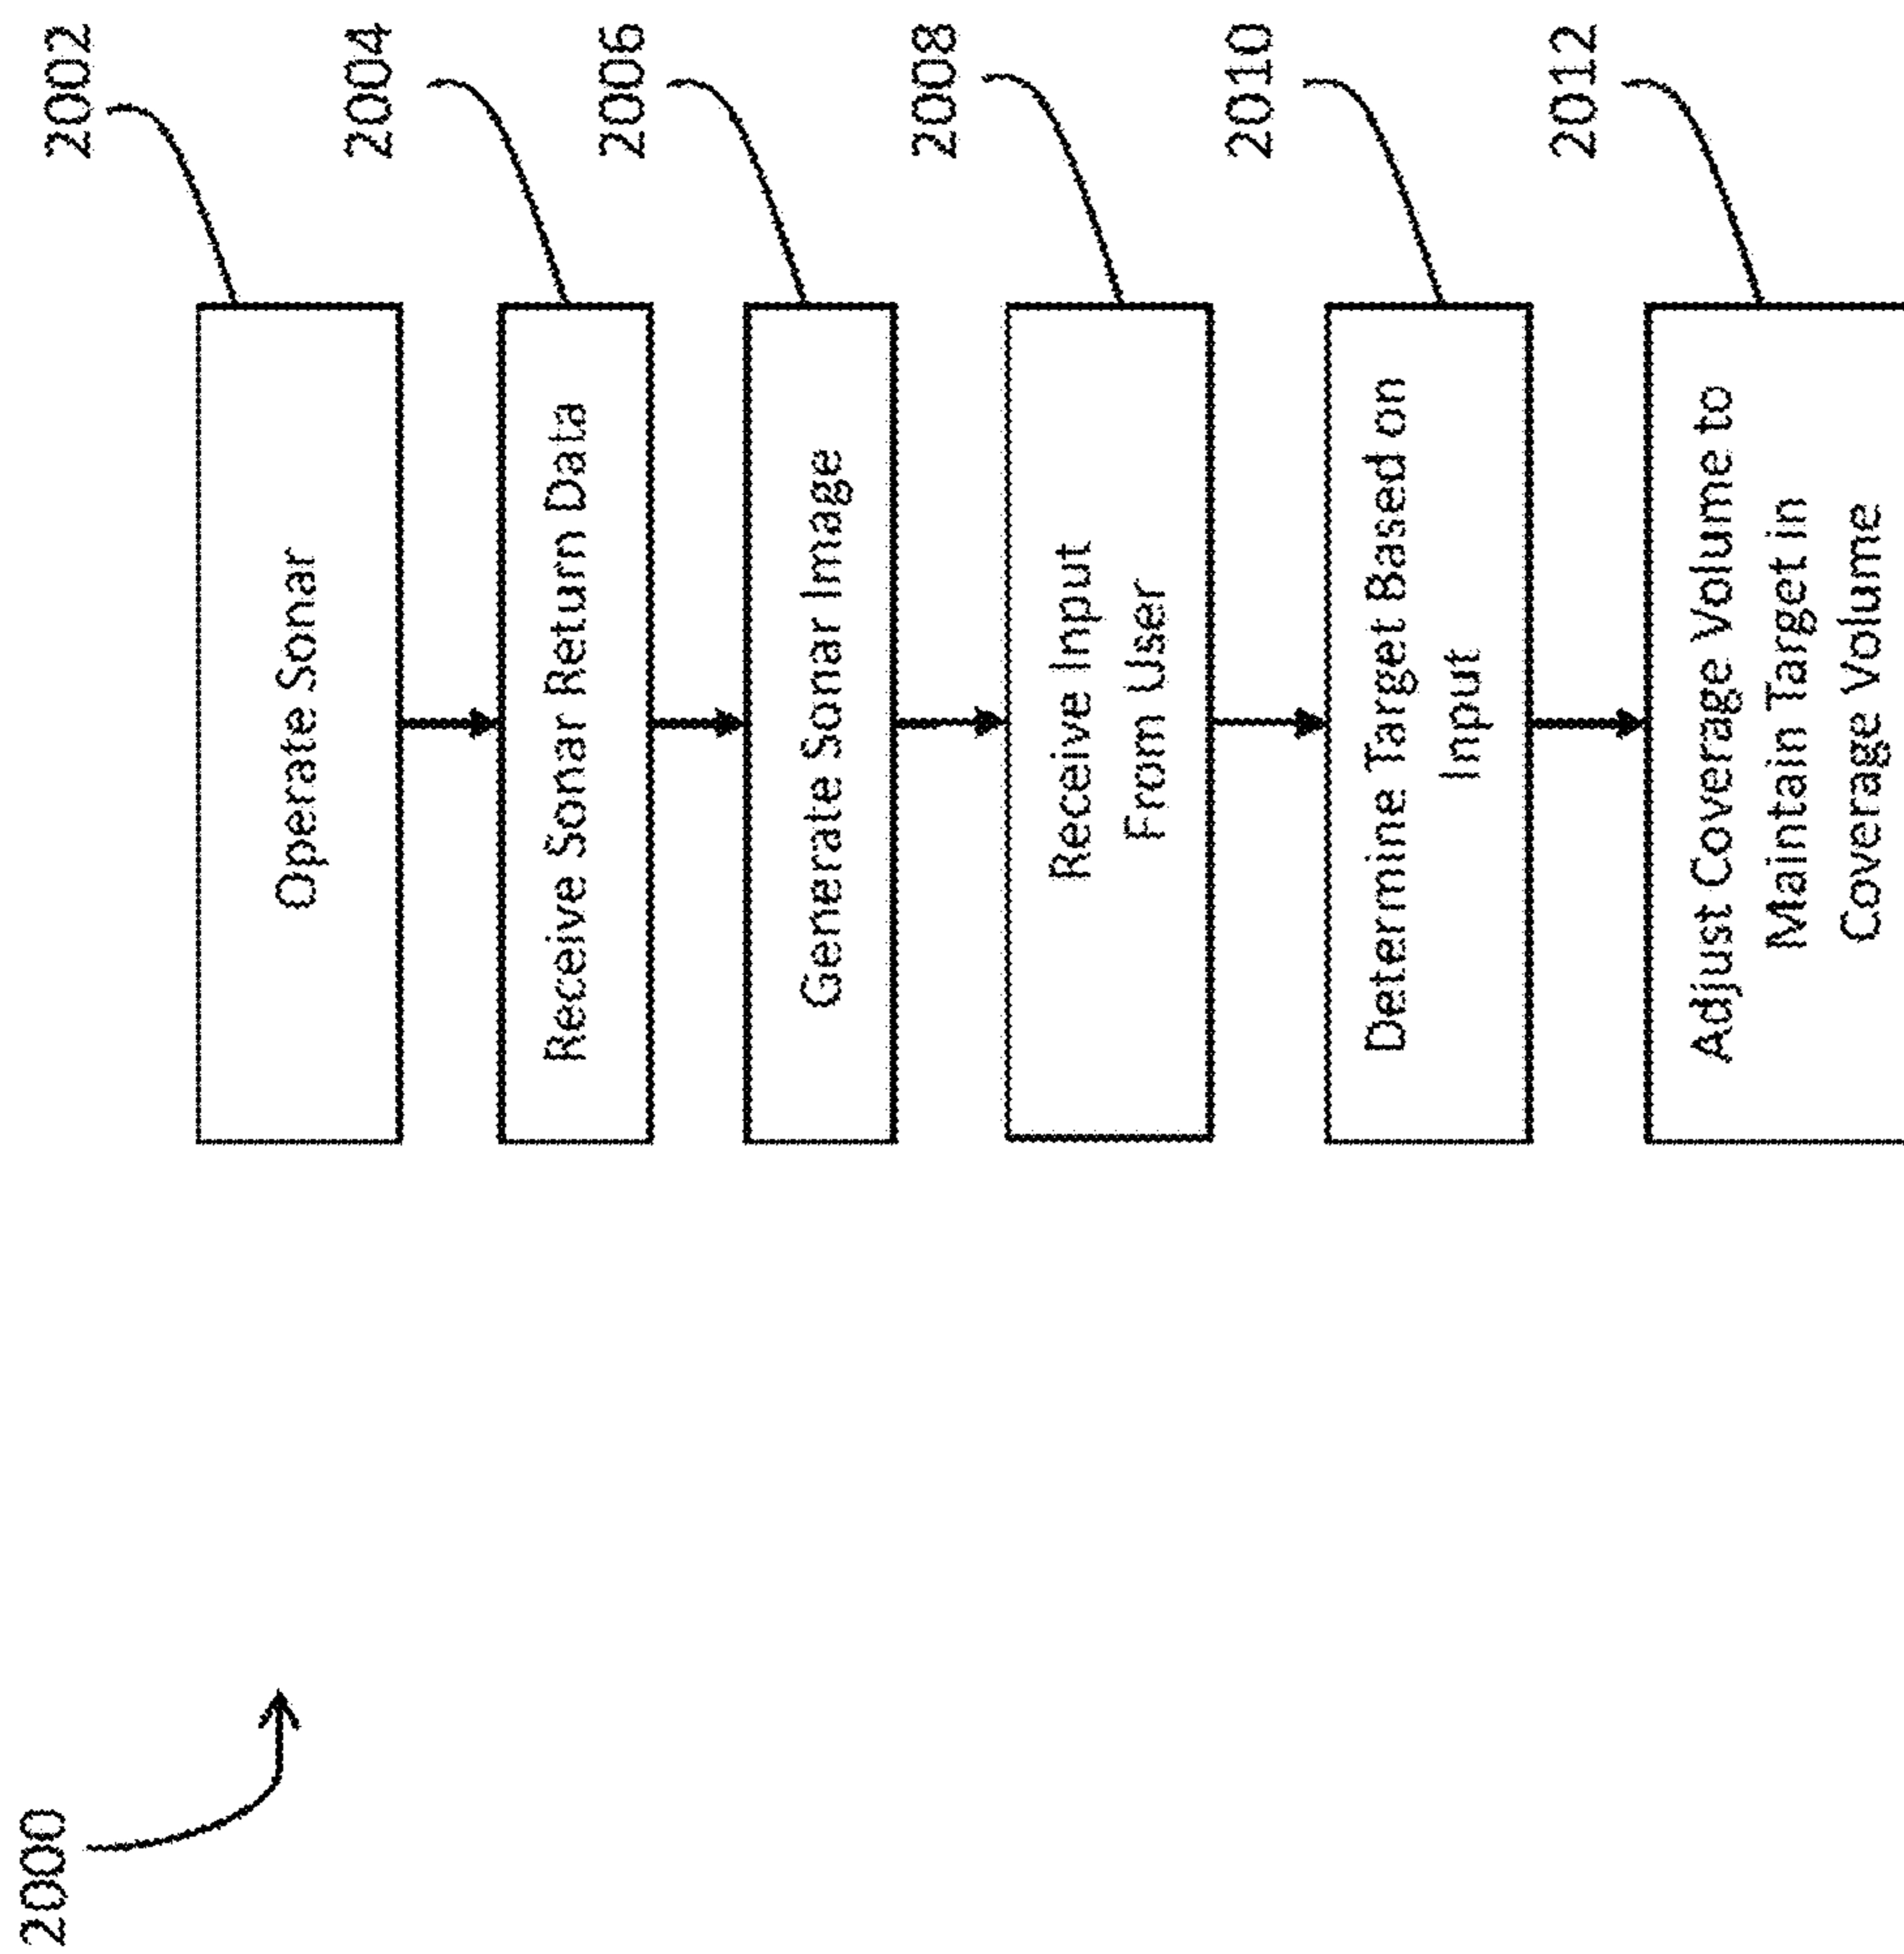 2000
Operate Sonar
2002
Receive Sonar Return Data
2004
Generate Sonar Image
2006
Receive Input
From User
2008
Determine Target Based on
Input
2010
Adjust Coverage Volume to
Maintain Target in
Coverage Volume
2012